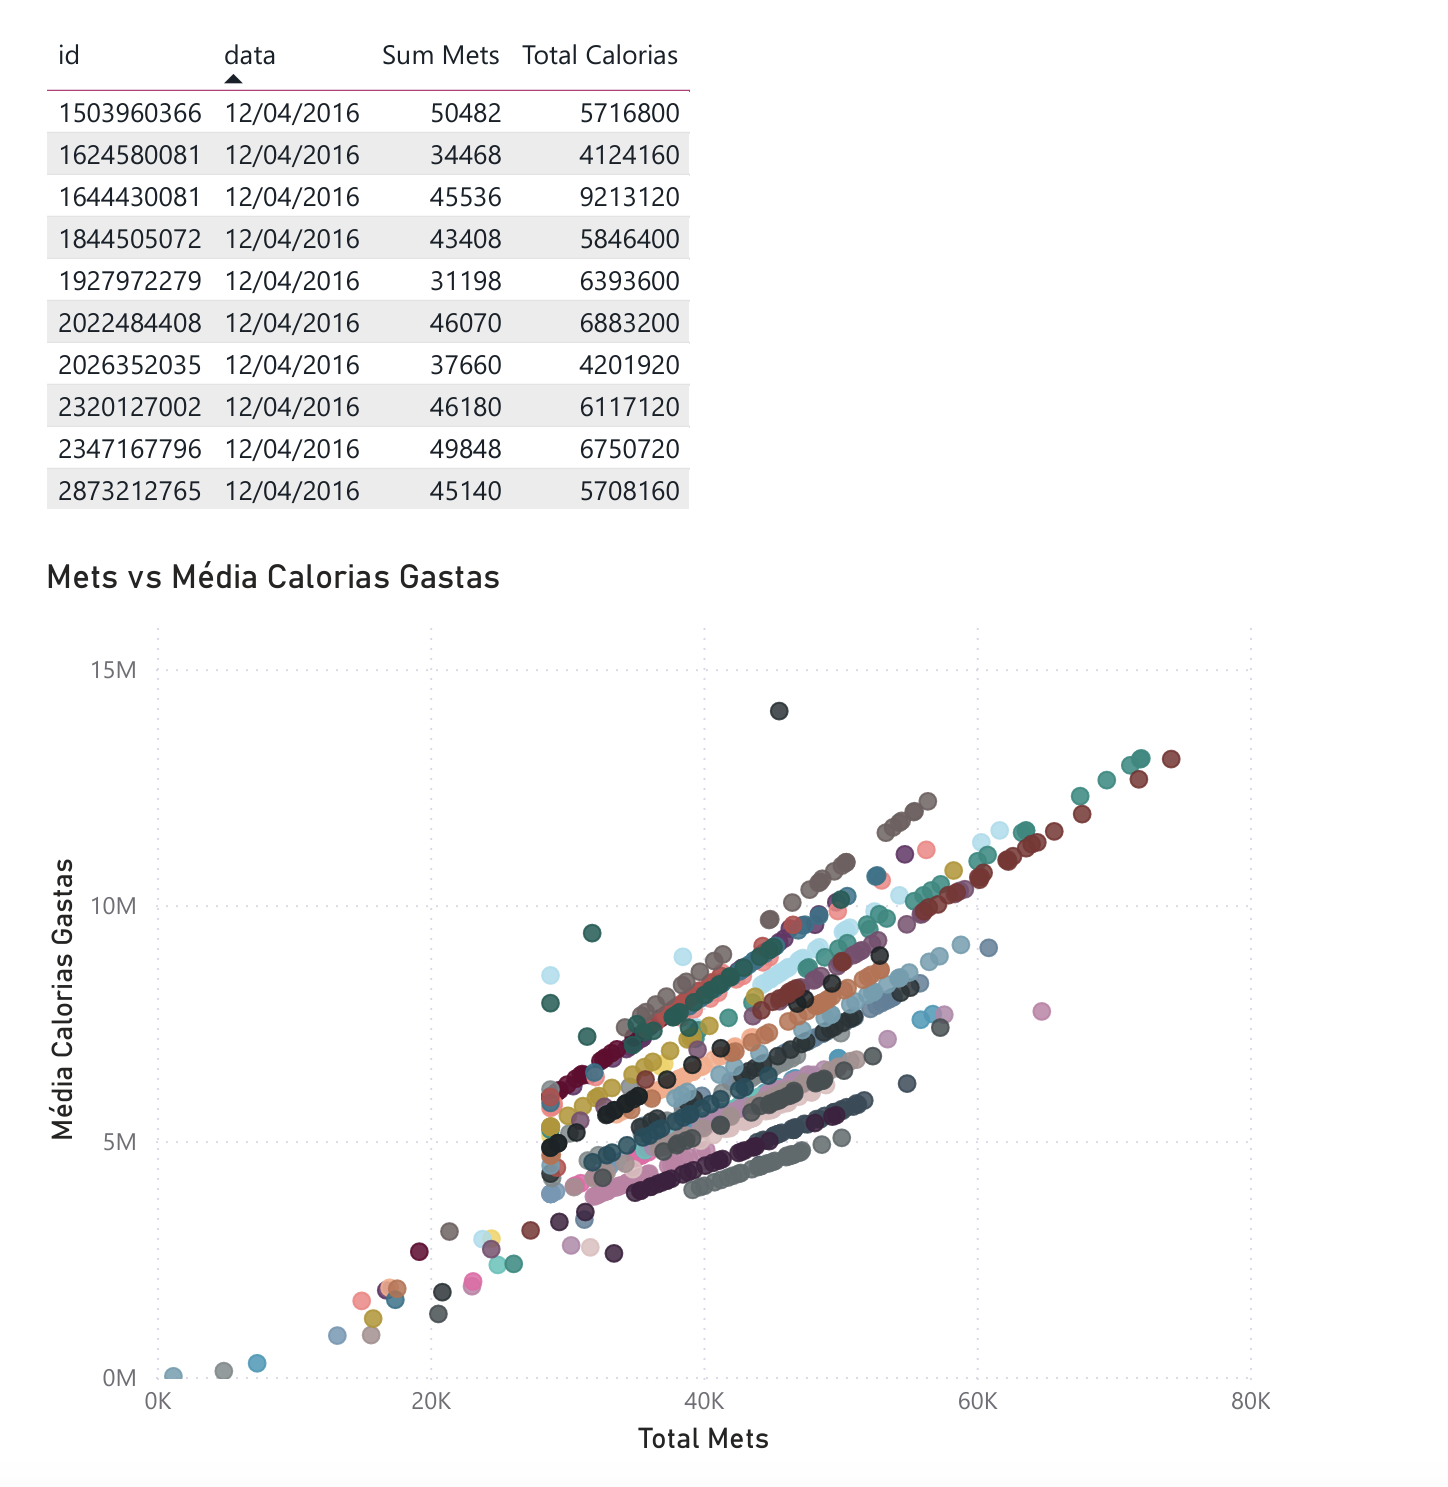 id data Sum Mets Total Calorias
1503960366 12/04/2016 50482 5716800
1624580081 12/04/2016 34468 4124160
1644430081 12/04/2016 45536 9213120
1844505072 12/04/2016 43408 5846400
1927972279 12/04/2016 31198 6393600
2022484408 12/04/2016 46070 6883200
2026352035 12/04/2016 37660 4201920
2320127002 12/04/2016 46180 6117120
2347167796 12/04/2016 49848 6750720
2873212765 12/04/2016 45140 5708160
Mets vs Média Calorias Gastas
Média Calorias Gastas
15M
10M
5M
0M
0K 20K 40K 60K 80K
Total Mets